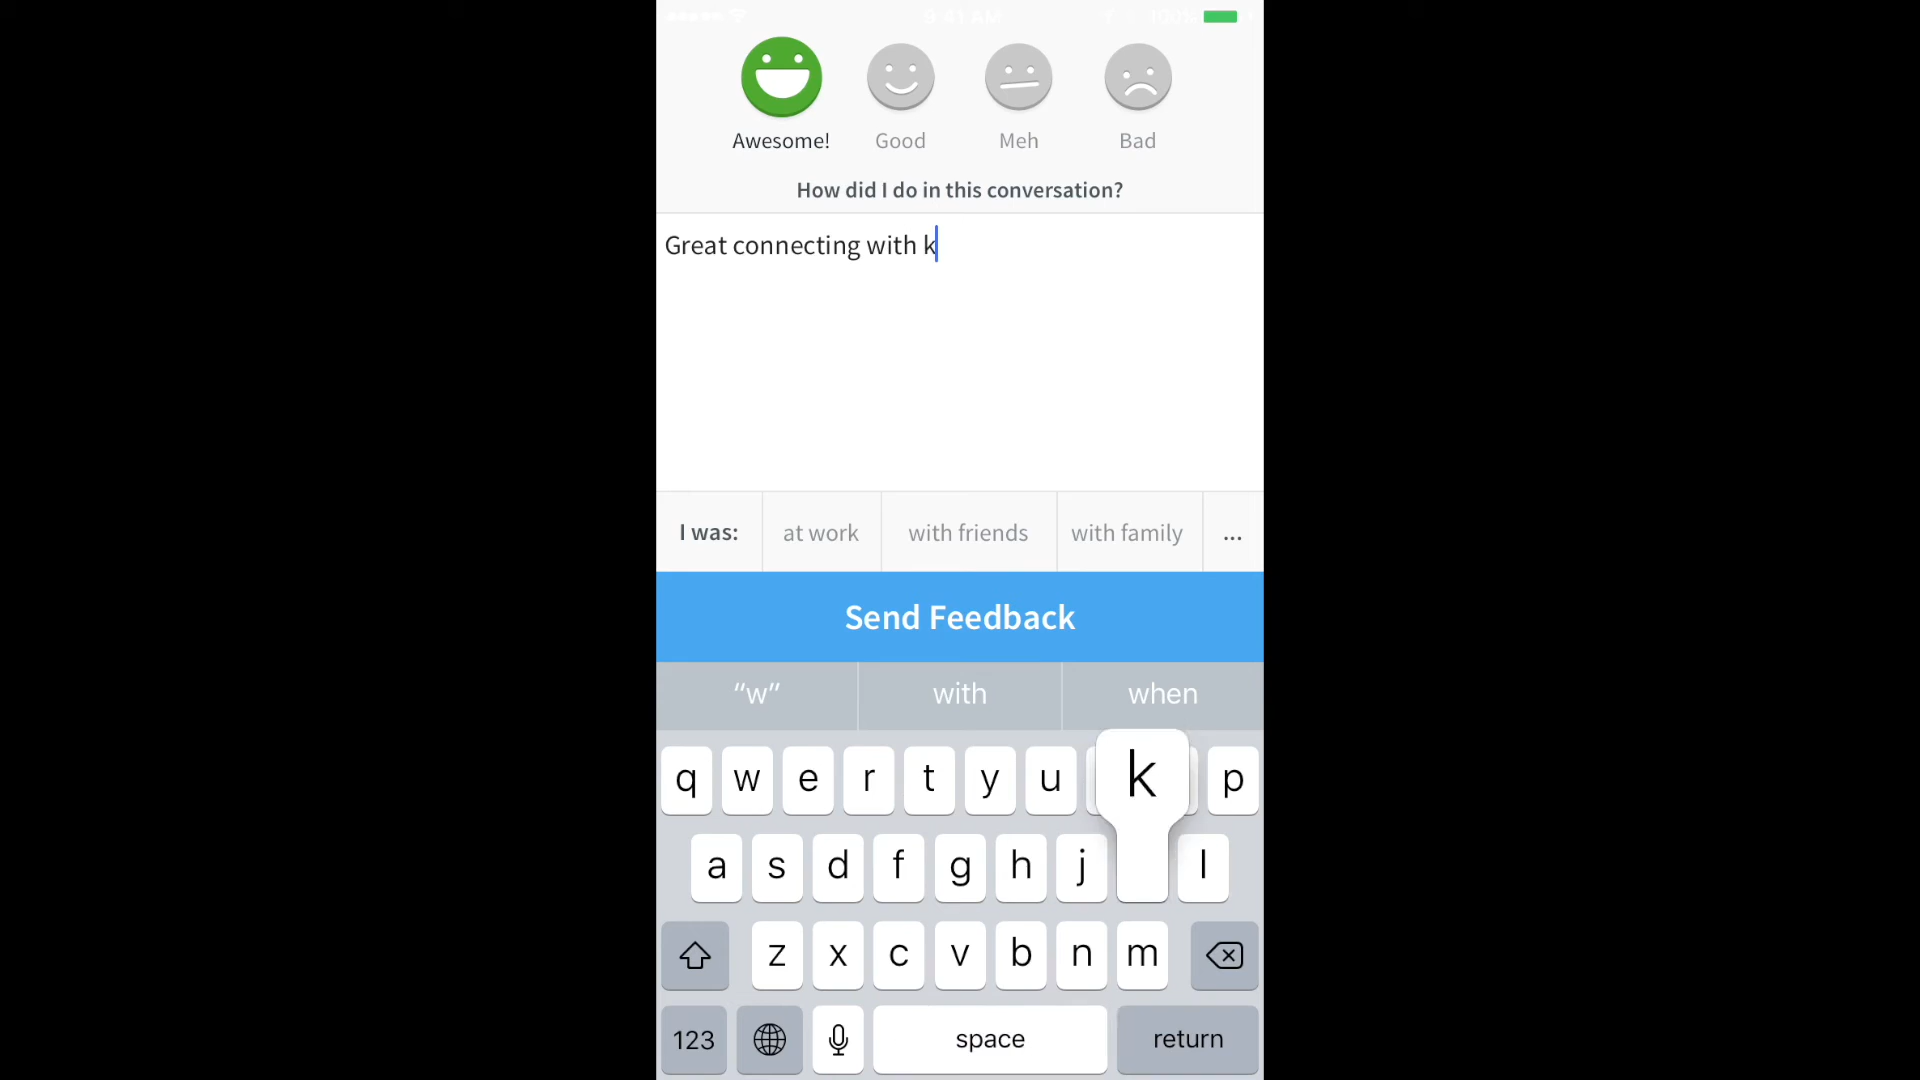 9:41 AM 100%
Awesome! Good Meh Bad
How did I do in this conversation?
Great connecting with k
I was: at work with friends with family ...
Send Feedback
“w” with when
q w e r t y u k p
a s d f g h j l
z x c v b n m
123 space return